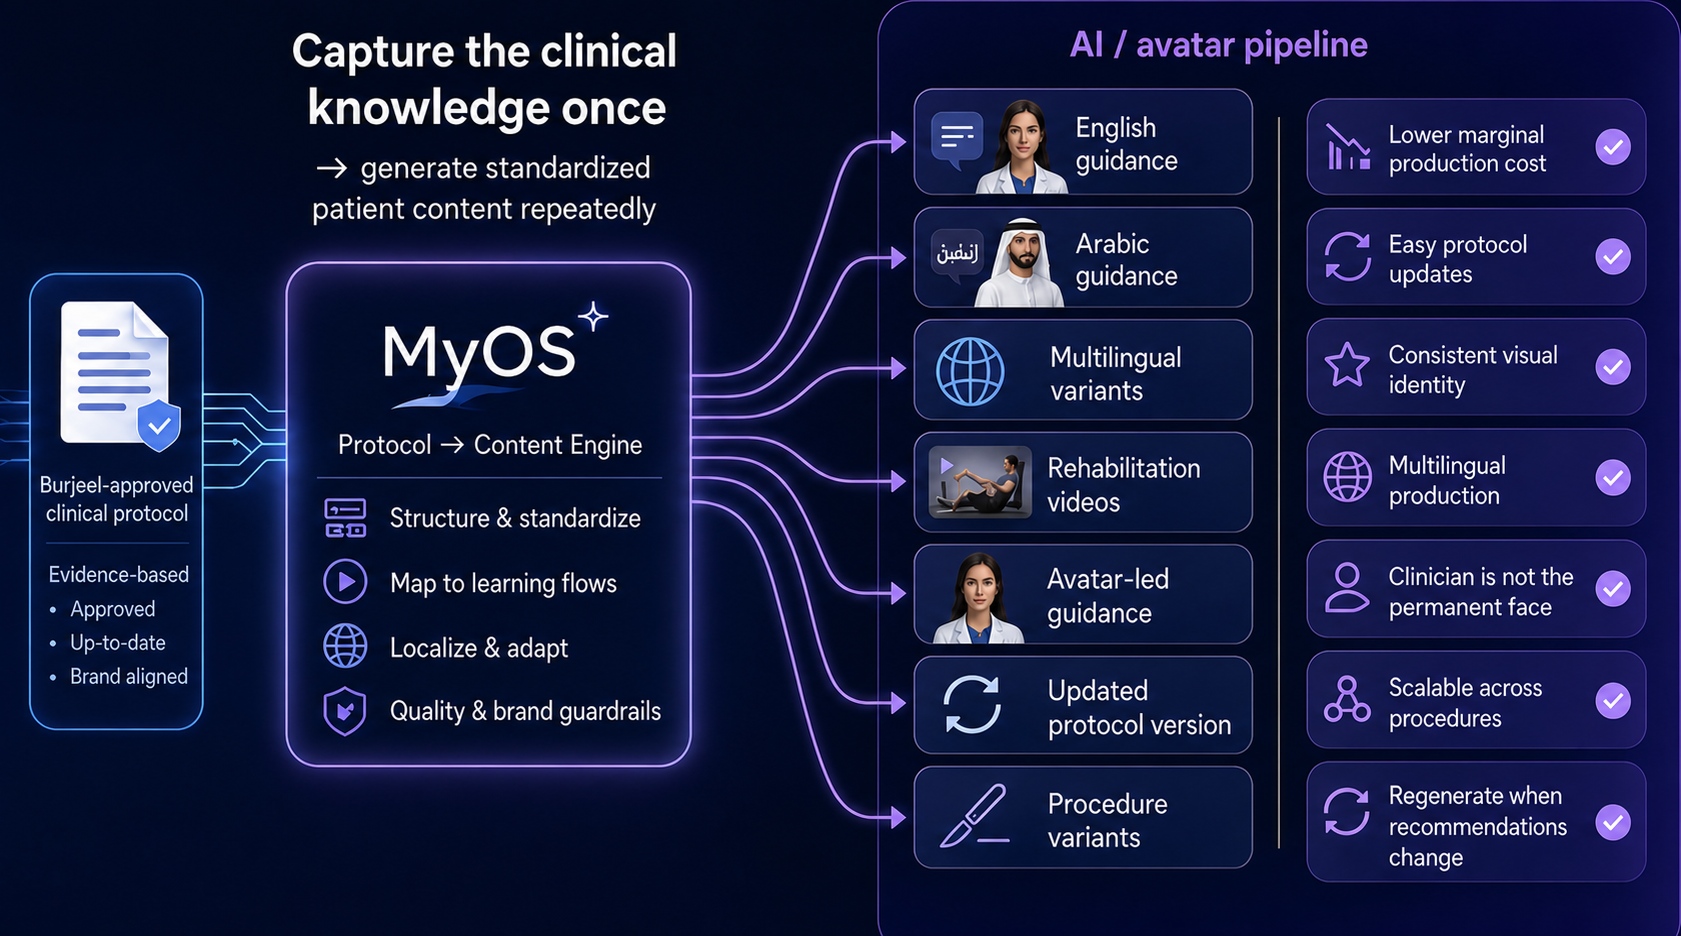 Capture the clinical
knowledge once
→ generate standardized
patient content repeatedly
Burjeel-approved
clinical protocol
Evidence-based
• Approved
• Up-to-date
• Brand aligned
MyOS
Protocol → Content Engine
Structure & standardize
Map to learning flows
Localize & adapt
Quality & brand guardrails
AI / avatar pipeline
English
guidance
Arabic
guidance
Multilingual
variants
Rehabilitation
videos
Avatar-led
guidance
Updated
protocol version
Procedure
variants
Lower marginal
production cost
Easy protocol
updates
Consistent visual
identity
Multilingual
production
Clinician is not the
permanent face
Scalable across
procedures
Regenerate when
recommendations
change